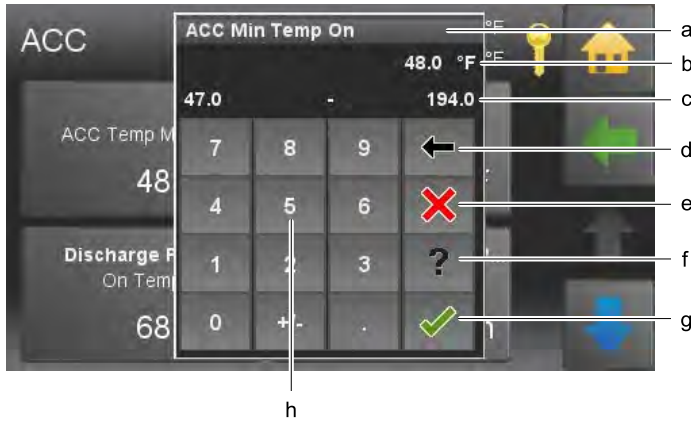 ACC
ACC Min Temp On
°F
a
48.0 °F
°F
b
47.0 - 194.0
c
ACC Temp M
48
7 8 9
d
4 5 6
e
Discharge F
On Tem
68
1 2 3 ?
f
0 +/- .
g
h